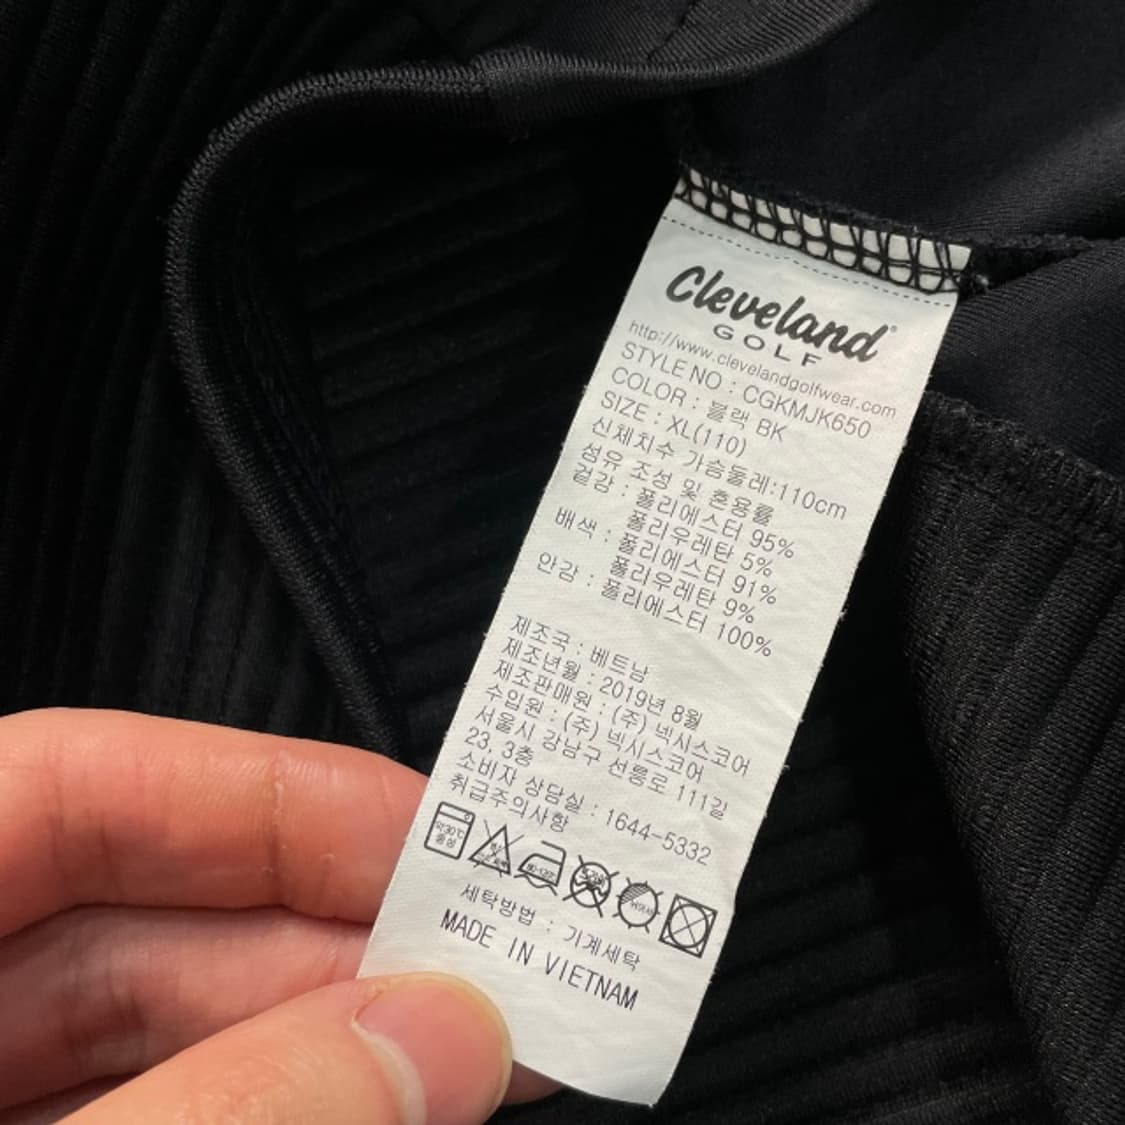 Cleveland®
GOLF
http://www.clevelandgolfwear.com
STYLE NO : CGKMJK650
COLOR : 블랙 BK
SIZE : XL(110)
신체치수 가슴둘레:110cm
섬유 조성 및 혼용률
겉감 : 폴리에스터 95%
폴리우레탄 5%
배색 : 폴리에스터 91%
폴리우레탄 9%
안감 : 폴리에스터 100%
제조국 : 베트남
제조년월 : 2019년 8월
제조판매원 : (주) 넥시스코어
수입원 : (주) 넥시스코어
서울시 강남구 선릉로 111길
23, 3층
소비자 상담실 : 1644-5332
취급주의사항
약30℃
중성
80~120℃
세탁방법 : 기계세탁
MADE IN VIETNAM